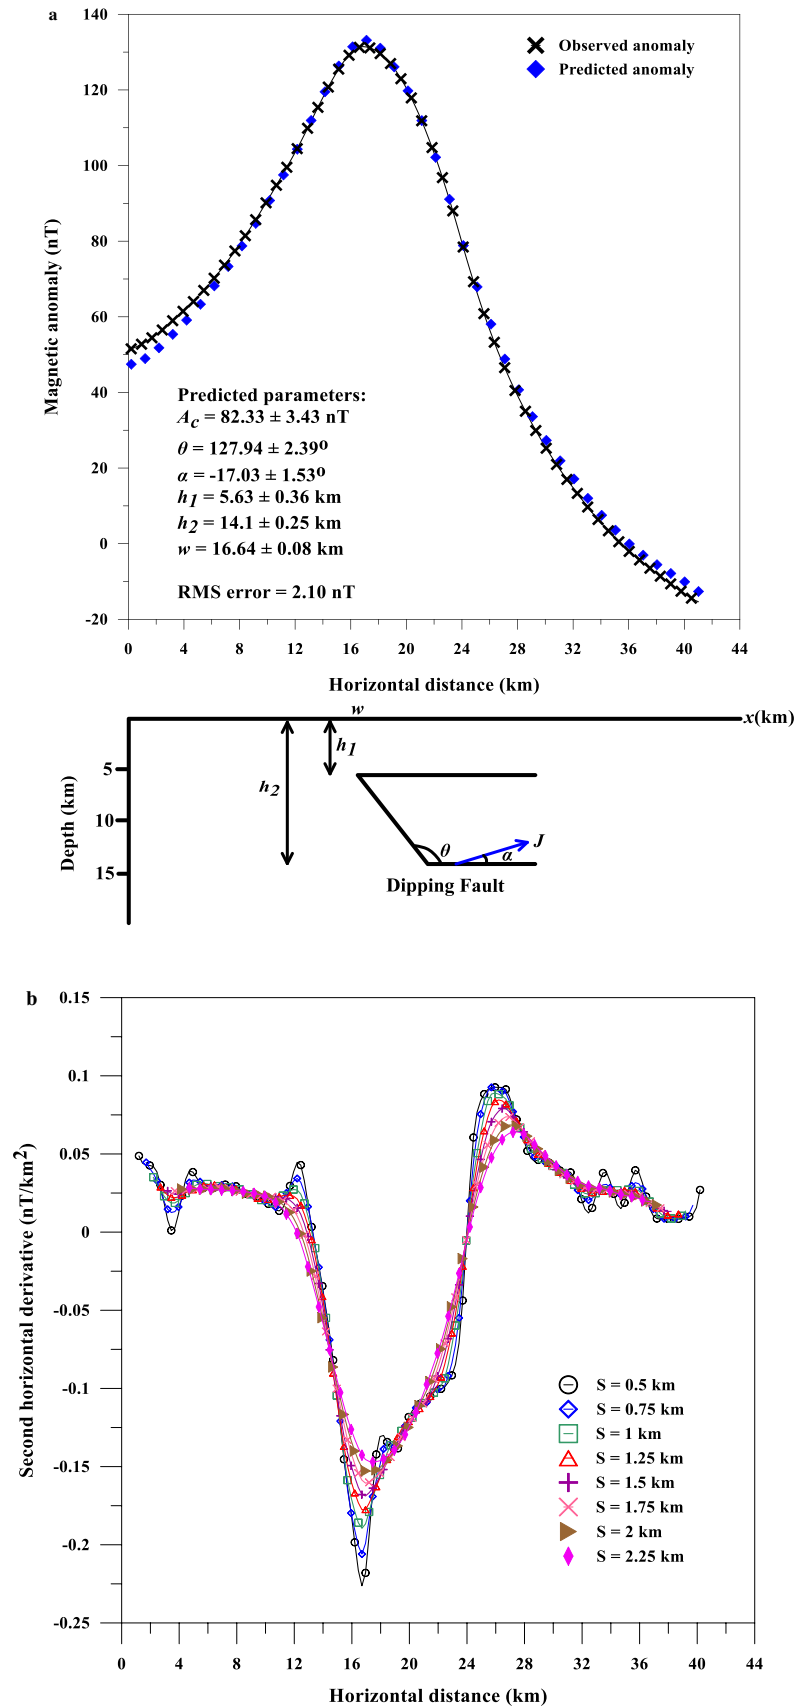 a
140
120
100
80
60
40
20
0
-20
Magnetic anomaly (nT)
Observed anomaly
Predicted anomaly
Predicted parameters:
Ac = 82.33 ± 3.43 nT
θ = 127.94 ± 2.39º
α = -17.03 ± 1.53º
h1 = 5.63 ± 0.36 km
h2 = 14.1 ± 0.25 km
w = 16.64 ± 0.08 km
RMS error = 2.10 nT
0 4 8 12 16 20 24 28 32 36 40 44
Horizontal distance (km)
w
x(km)
h1
h2
5
10
15
Depth (km)
θ
α
J
Dipping Fault
b
0.15
0.1
0.05
0
-0.05
-0.1
-0.15
-0.2
-0.25
Second horizontal derivative (nT/km²)
S = 0.5 km
S = 0.75 km
S = 1 km
S = 1.25 km
S = 1.5 km
S = 1.75 km
S = 2 km
S = 2.25 km
0 4 8 12 16 20 24 28 32 36 40 44
Horizontal distance (km)